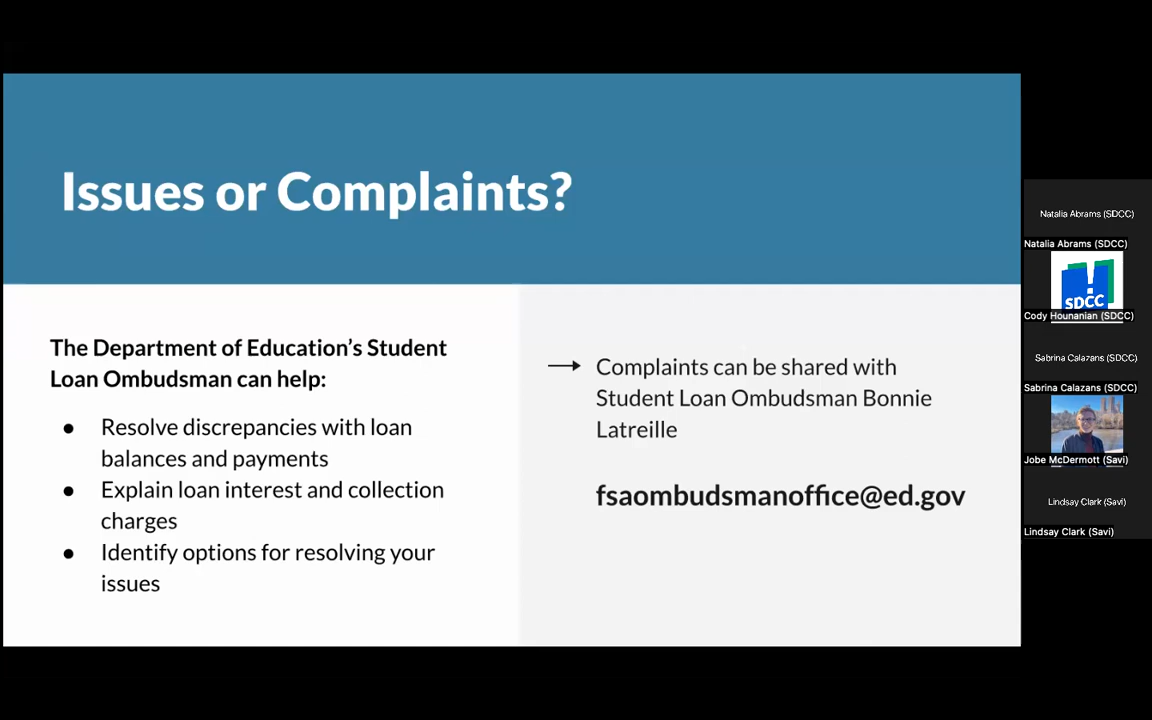 Issues or Complaints?
The Department of Education's Student
Loan Ombudsman can help:
● Resolve discrepancies with loan
balances and payments
● Explain loan interest and collection
charges
● Identify options for resolving your
issues
→ Complaints can be shared with
Student Loan Ombudsman Bonnie
Latreille
fsaombudsmanoffice@ed.gov
Natalia Abrams (SDCC)
Natalia Abrams (SDCC)
SDCC
Cody Hounanian (SDCC)
Sabrina Calazans (SDCC)
Sabrina Calazans (SDCC)
Jobe McDermott (Savi)
Lindsay Clark (Savi)
Lindsay Clark (Savi)